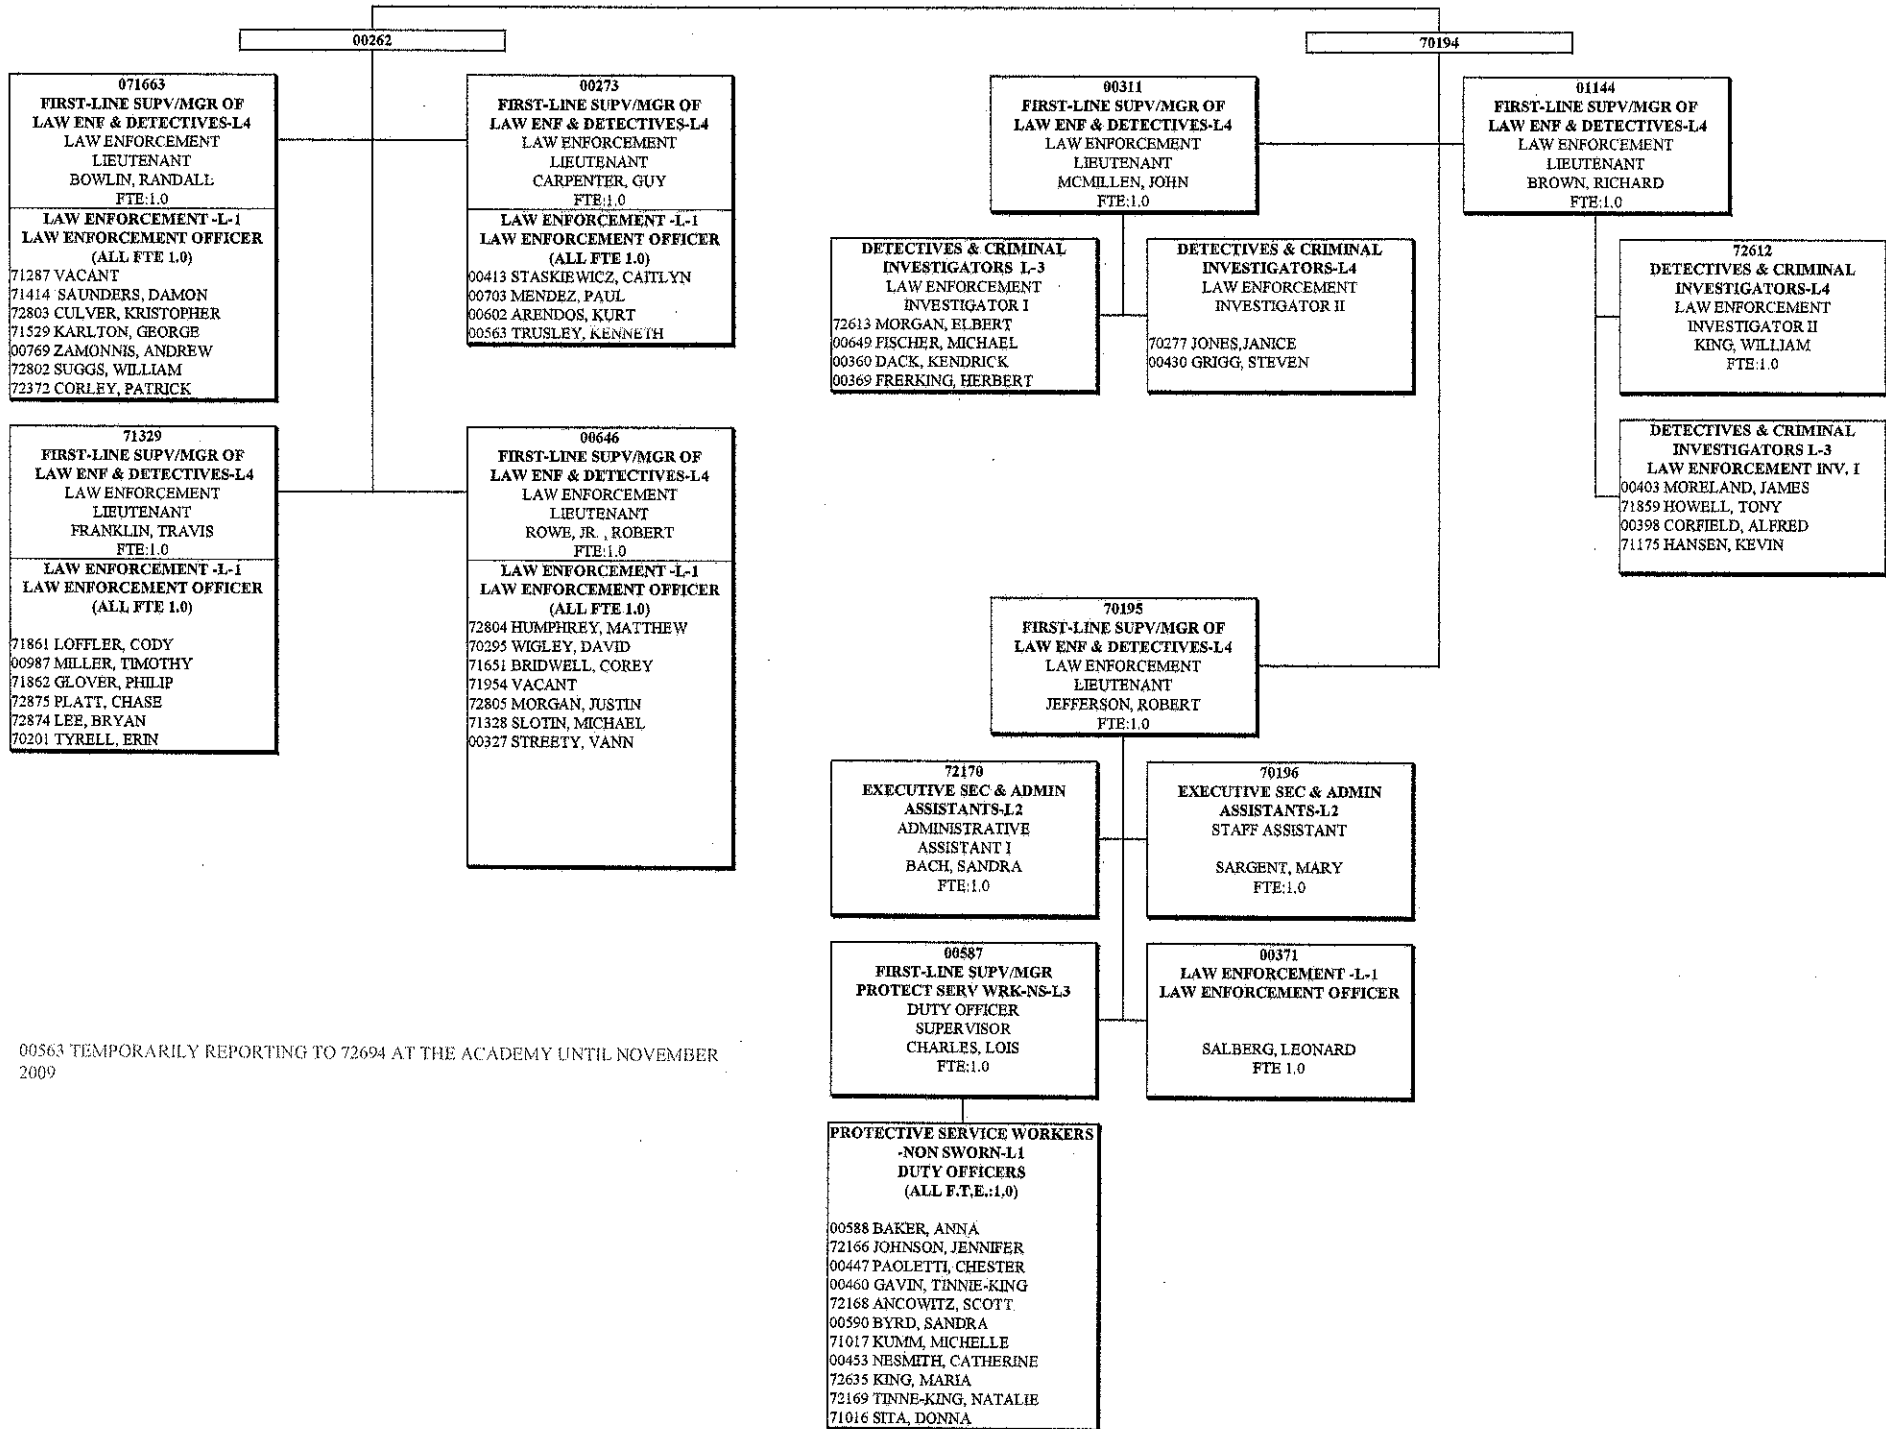 00262
70194
071663
FIRST-LINE SUPV/MGR OF
LAW ENF & DETECTIVES-L4
LAW ENFORCEMENT
LIEUTENANT
BOWLIN, RANDALL
FTE:1.0
LAW ENFORCEMENT -L-1
LAW ENFORCEMENT OFFICER
(ALL FTE 1.0)
71287 VACANT
71414 SAUNDERS, DAMON
72803 CULVER, KRISTOPHER
71529 KARLTON, GEORGE
00769 ZAMONNIS, ANDREW
72802 SUGGS, WILLIAM
72372 CORLEY, PATRICK
00273
FIRST-LINE SUPV/MGR OF
LAW ENF & DETECTIVES-L4
LAW ENFORCEMENT
LIEUTENANT
CARPENTER, GUY
FTE:1.0
LAW ENFORCEMENT -L-1
LAW ENFORCEMENT OFFICER
(ALL FTE 1.0)
00413 STASKIEWICZ, CAITLYN
00703 MENDEZ, PAUL
00602 ARENDOS, KURT
00563 TRUSLEY, KENNETH
00311
FIRST-LINE SUPV/MGR OF
LAW ENF & DETECTIVES-L4
LAW ENFORCEMENT
LIEUTENANT
MCMILLEN, JOHN
FTE:1.0
01144
FIRST-LINE SUPV/MGR OF
LAW ENF & DETECTIVES-L4
LAW ENFORCEMENT
LIEUTENANT
BROWN, RICHARD
FTE:1.0
DETECTIVES & CRIMINAL
INVESTIGATORS L-3
LAW ENFORCEMENT
INVESTIGATOR I
72613 MORGAN, ELBERT
00649 FISCHER, MICHAEL
00360 DACK, KENDRICK
00369 FRERKING, HERBERT
DETECTIVES & CRIMINAL
INVESTIGATORS-L4
LAW ENFORCEMENT
INVESTIGATOR II
70277 JONES,JANICE
00430 GRIGG, STEVEN
72612
DETECTIVES & CRIMINAL
INVESTIGATORS-L4
LAW ENFORCEMENT
INVESTIGATOR II
KING, WILLIAM
FTE:1.0
DETECTIVES & CRIMINAL
INVESTIGATORS L-3
LAW ENFORCEMENT INV. I
00403 MORELAND, JAMES
71859 HOWELL, TONY
00398 CORFIELD, ALFRED
71175 HANSEN, KEVIN
71329
FIRST-LINE SUPV/MGR OF
LAW ENF & DETECTIVES-L4
LAW ENFORCEMENT
LIEUTENANT
FRANKLIN, TRAVIS
FTE:1.0
LAW ENFORCEMENT -L-1
LAW ENFORCEMENT OFFICER
(ALL FTE 1.0)
71861 LOFFLER, CODY
00987 MILLER, TIMOTHY
71862 GLOVER, PHILIP
72875 PLATT, CHASE
72874 LEE, BRYAN
70201 TYRELL, ERIN
00646
FIRST-LINE SUPV/MGR OF
LAW ENF & DETECTIVES-L4
LAW ENFORCEMENT
LIEUTENANT
ROWE, JR. , ROBERT
FTE:1.0
LAW ENFORCEMENT -L-1
LAW ENFORCEMENT OFFICER
(ALL FTE 1.0)
72804 HUMPHREY, MATTHEW
70295 WIGLEY, DAVID
71651 BRIDWELL, COREY
71954 VACANT
72805 MORGAN, JUSTIN
71328 SLOTIN, MICHAEL
00327 STREETY, VANN
70195
FIRST-LINE SUPV/MGR OF
LAW ENF & DETECTIVES-L4
LAW ENFORCEMENT
LIEUTENANT
JEFFERSON, ROBERT
FTE:1.0
72170
EXECUTIVE SEC & ADMIN
ASSISTANTS-L2
ADMINISTRATIVE
ASSISTANT I
BACH, SANDRA
FTE:1.0
70196
EXECUTIVE SEC & ADMIN
ASSISTANTS-L2
STAFF ASSISTANT
SARGENT, MARY
FTE:1.0
00587
FIRST-LINE SUPV/MGR
PROTECT SERV WRK-NS-L3
DUTY OFFICER
SUPERVISOR
CHARLES, LOIS
FTE:1.0
00371
LAW ENFORCEMENT -L-1
LAW ENFORCEMENT OFFICER
SALBERG, LEONARD
FTE 1.0
00563 TEMPORARILY REPORTING TO 72694 AT THE ACADEMY UNTIL NOVEMBER
2009
PROTECTIVE SERVICE WORKERS
-NON SWORN-L1
DUTY OFFICERS
(ALL F.T.E.:1.0)
00588 BAKER, ANNA
72166 JOHNSON, JENNIFER
00447 PAOLETTI, CHESTER
00460 GAVIN, TINNIE-KING
72168 ANCOWITZ, SCOTT
00590 BYRD, SANDRA
71017 KUMM, MICHELLE
00453 NESMITH, CATHERINE
72635 KING, MARIA
72169 TINNE-KING, NATALIE
71016 SITA, DONNA